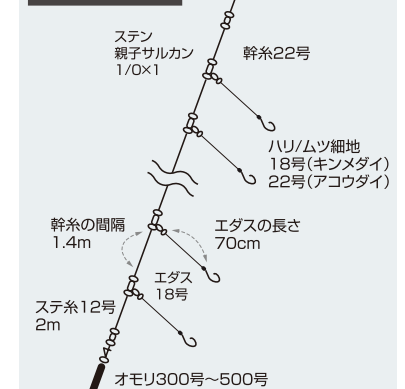 ステン
親子サルカン
1/0×1
幹糸22号
ハリ/ムツ細地
18号(キンメダイ)
22号(アコウダイ)
幹糸の間隔
1.4m
エダスの長さ
70cm
エダス
18号
ステ糸12号
2m
オモリ300号〜500号